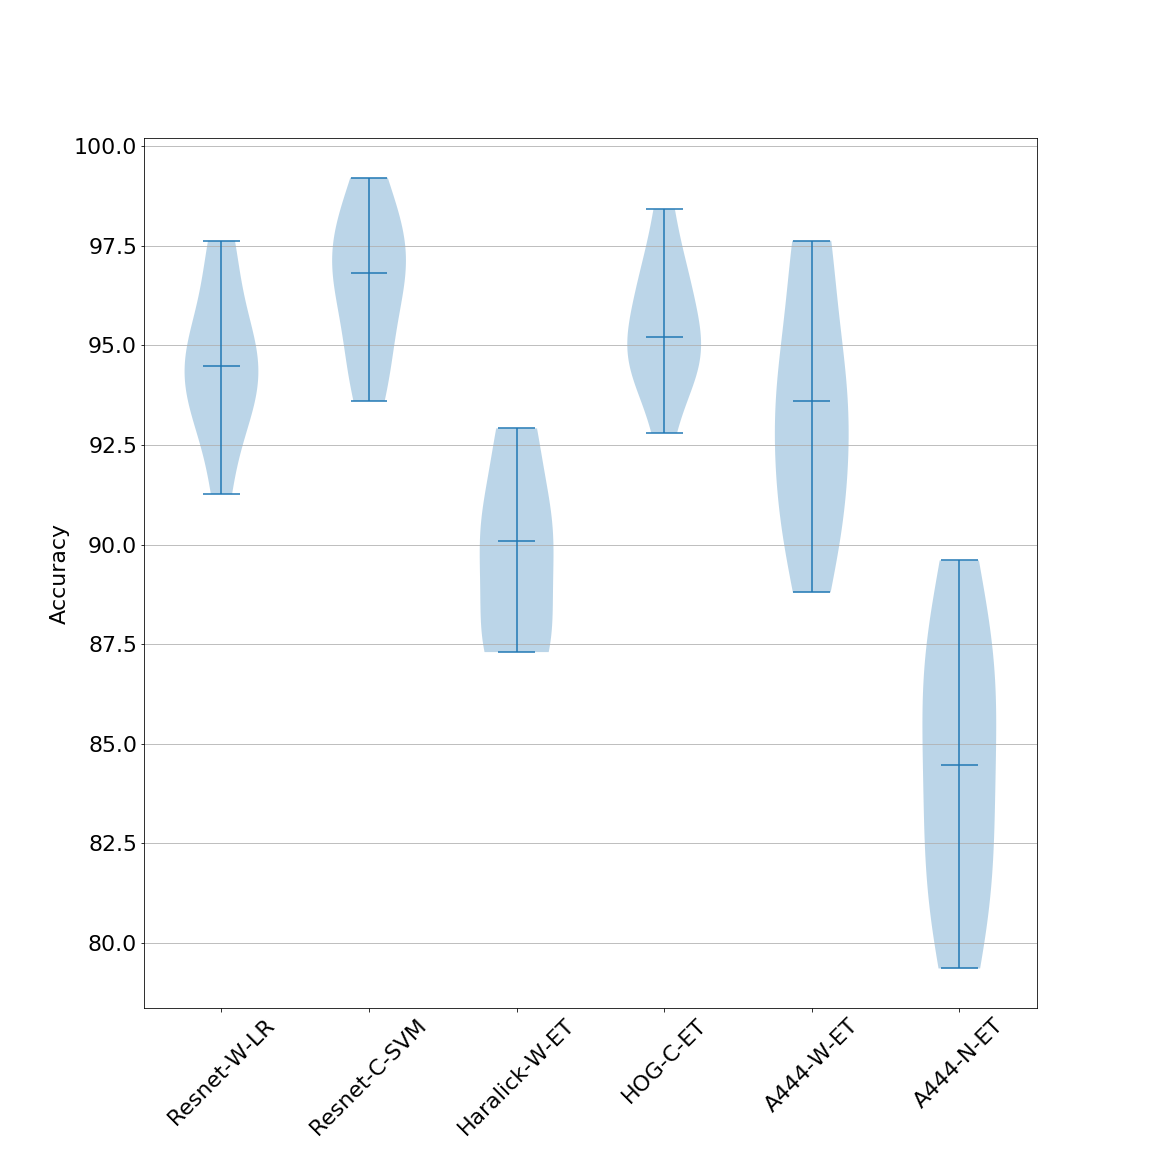 100.0
97.5
95.0
92.5
90.0
87.5
85.0
82.5
80.0
Accuracy
Resnet-W-LR
Resnet-C-SVM
Haralick-W-ET
HOG-C-ET
A444-W-ET
A444-N-ET